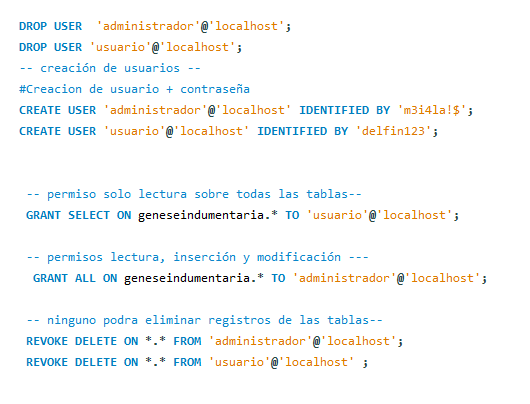 DROP USER  'administrador'@'localhost';
DROP USER 'usuario'@'localhost';
-- creación de usuarios --
#Creacion de usuario + contraseña
CREATE USER 'administrador'@'localhost' IDENTIFIED BY 'm3i4la!$';
CREATE USER 'usuario'@'localhost' IDENTIFIED BY 'delfin123';
-- permiso solo lectura sobre todas las tablas--
GRANT SELECT ON geneseindumentaria.* TO 'usuario'@'localhost';
-- permisos lectura, inserción y modificación ---
GRANT ALL ON geneseindumentaria.* TO 'administrador'@'localhost';
-- ninguno podra eliminar registros de las tablas--
REVOKE DELETE ON *.* FROM 'administrador'@'localhost';
REVOKE DELETE ON *.* FROM 'usuario'@'localhost' ;